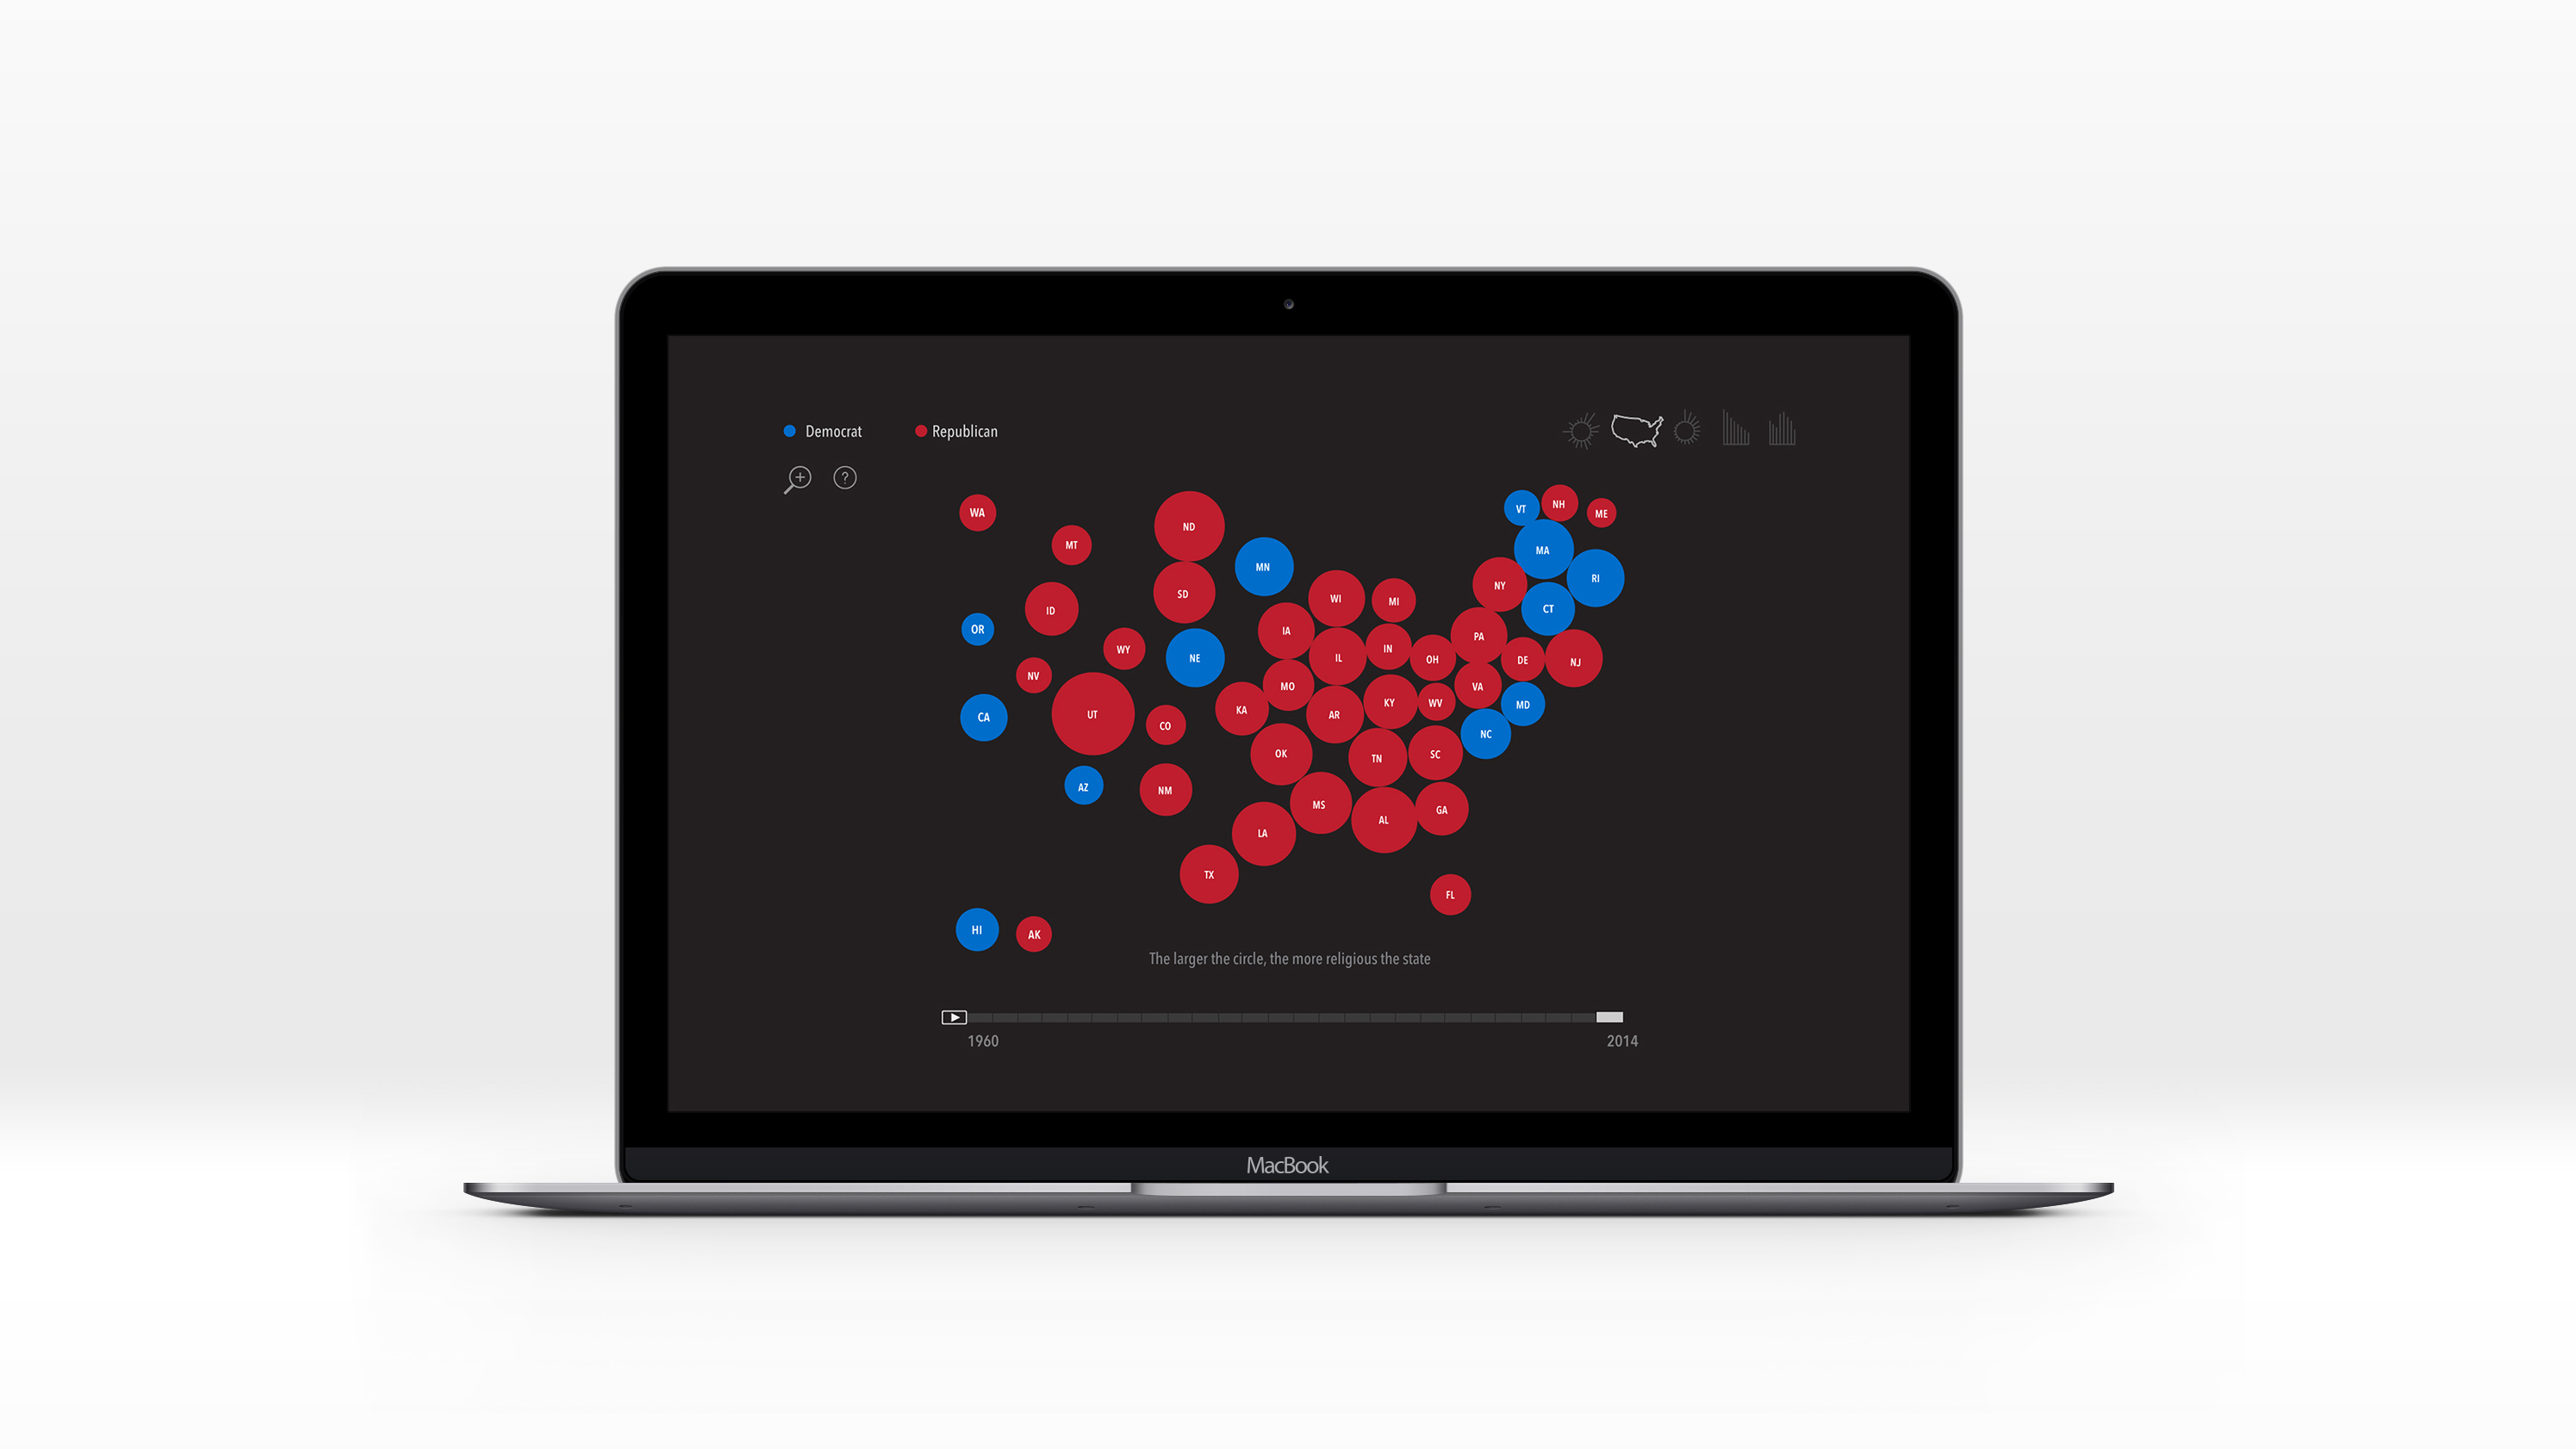 Democrat
Republican
?
WA
MT
ND
MN
VT
NH
ME
MA
RI
CT
NY
ID
SD
WI
MI
OR
IA
PA
WY
NE
IL
IN
OH
DE
NJ
NV
MO
VA
CA
UT
CO
KA
AR
KY
WV
MD
NC
OK
TN
SC
AZ
NM
MS
AL
GA
LA
TX
FL
HI
AK
The larger the circle, the more religious the state
1960
2014
MacBook